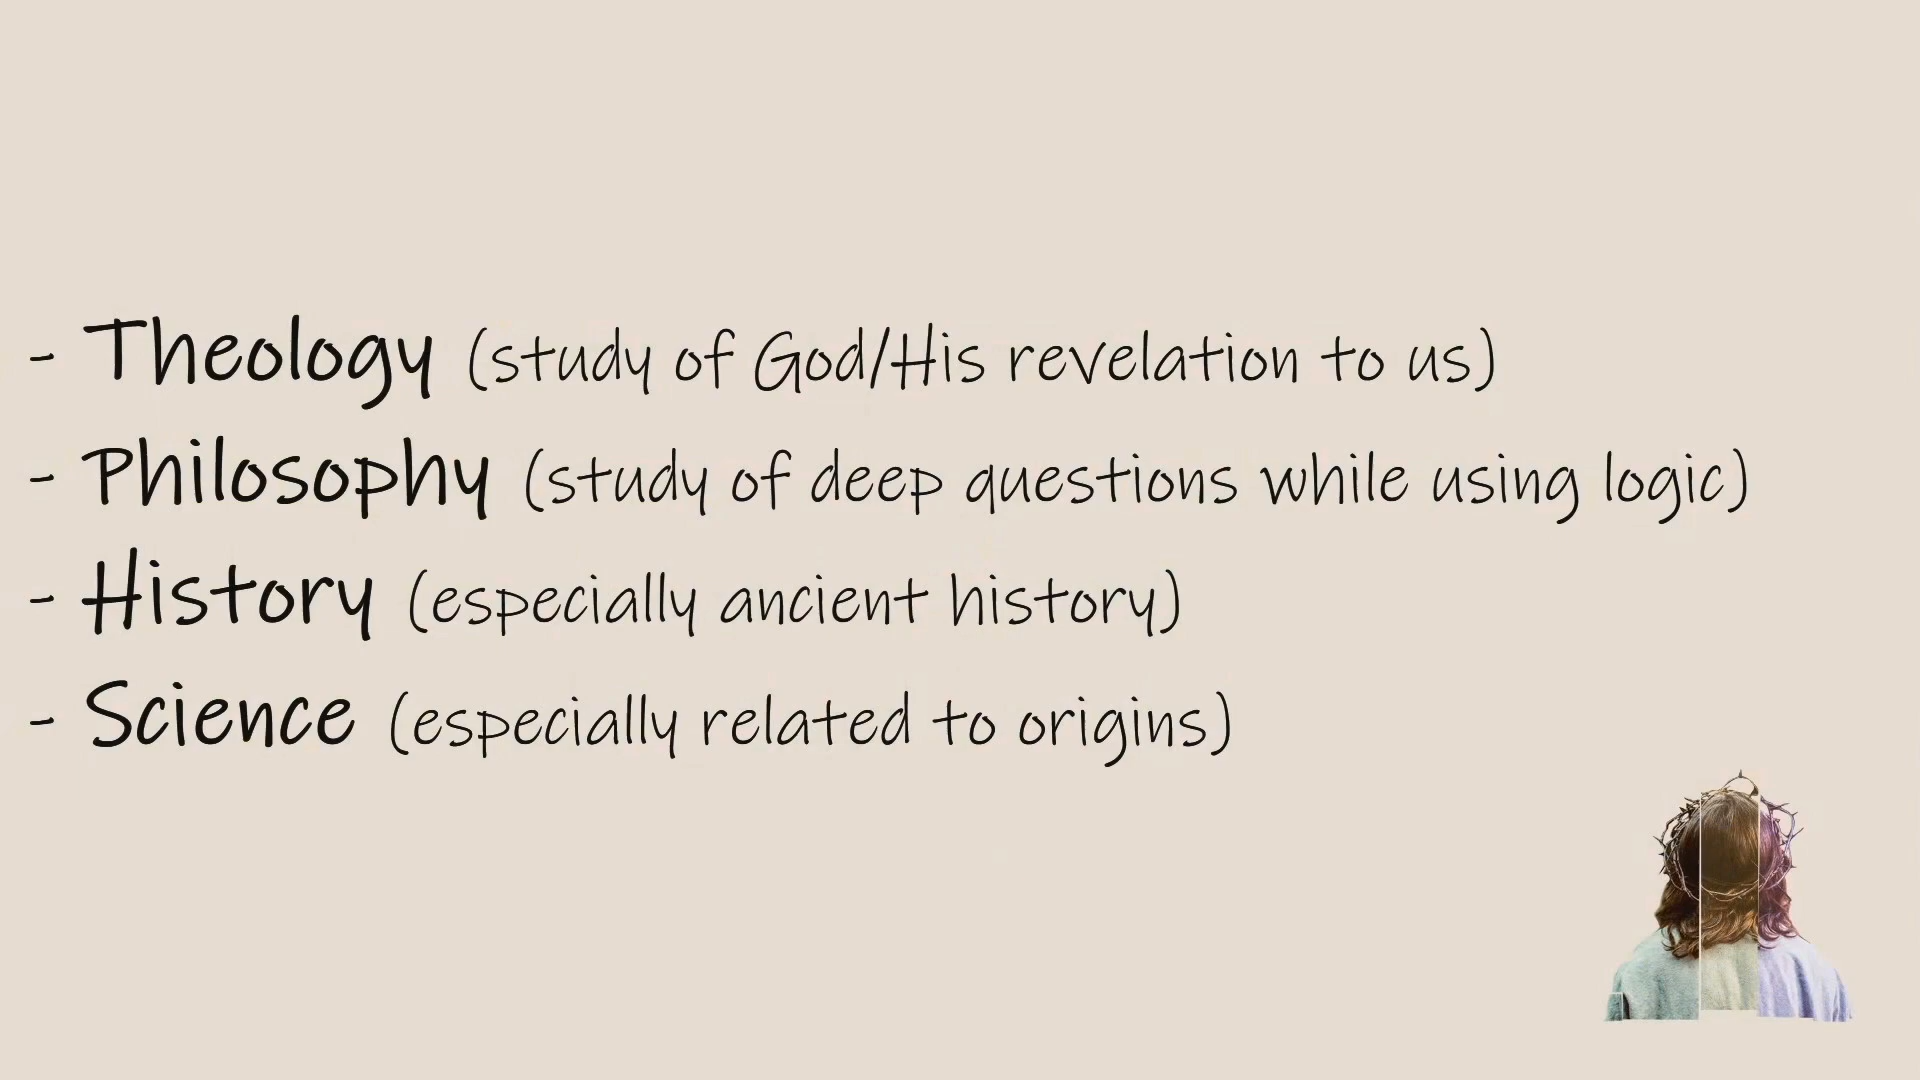 - Theology (study of God/His revelation to us)
- Philosophy (study of deep questions while using logic)
- History (especially ancient history)
- Science (especially related to origins)